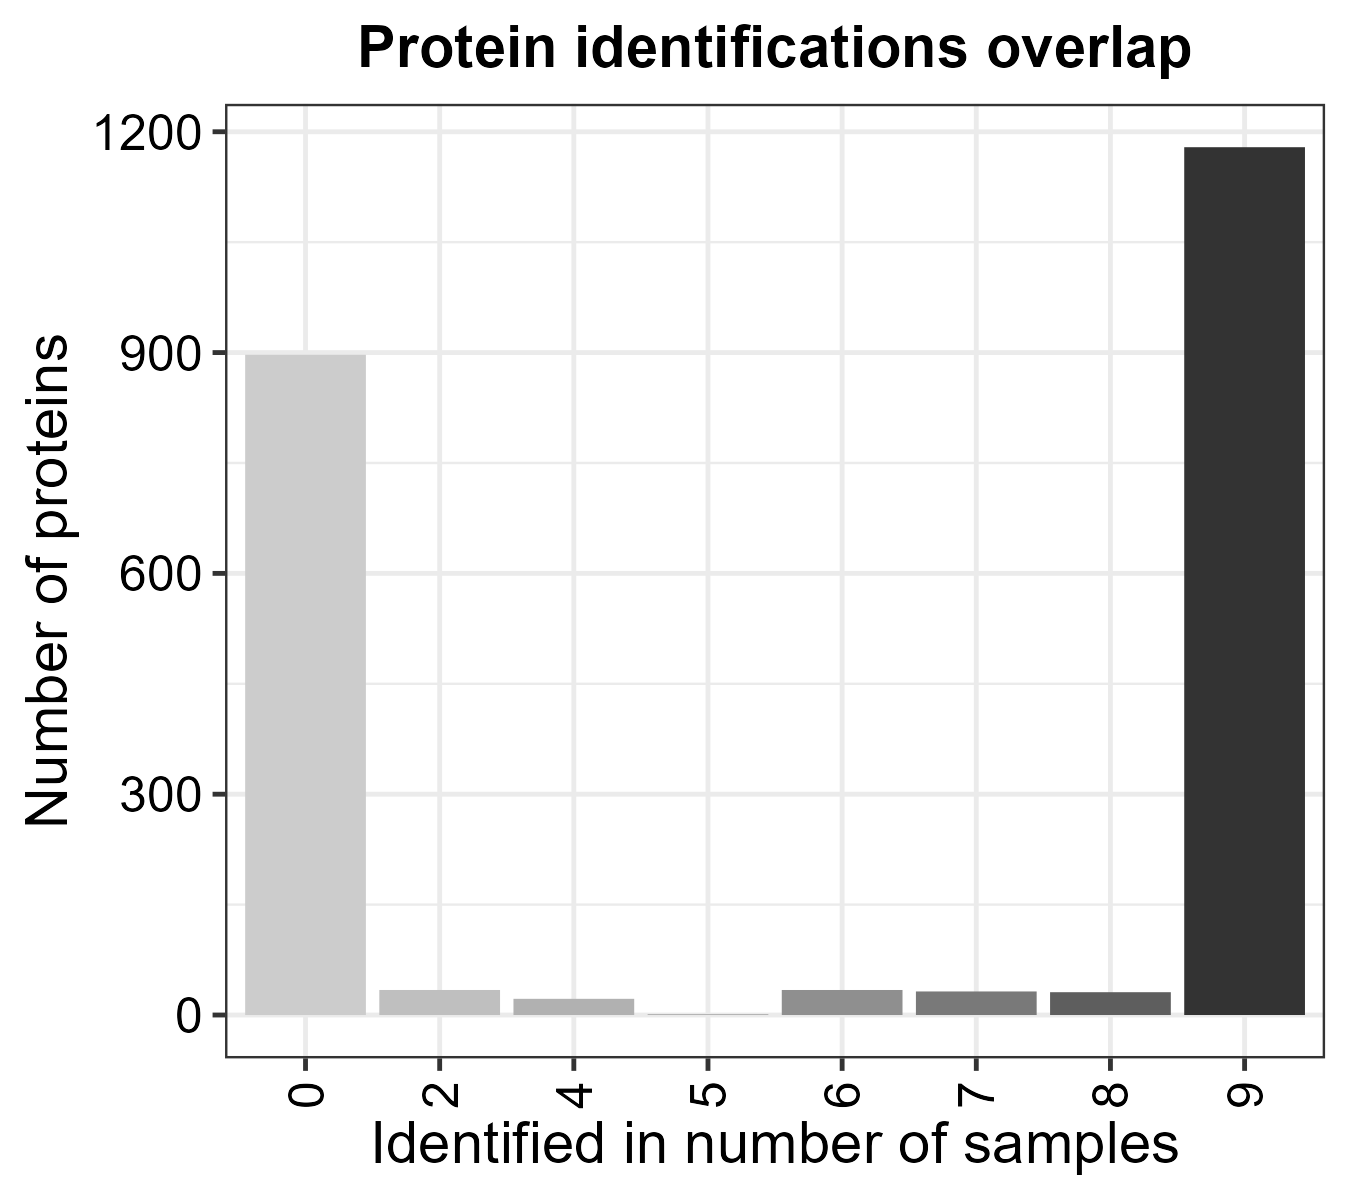 Protein identifications overlap
Number of proteins
1200
900
600
300
0
0 2 4 5 6 7 8 9
Identified in number of samples